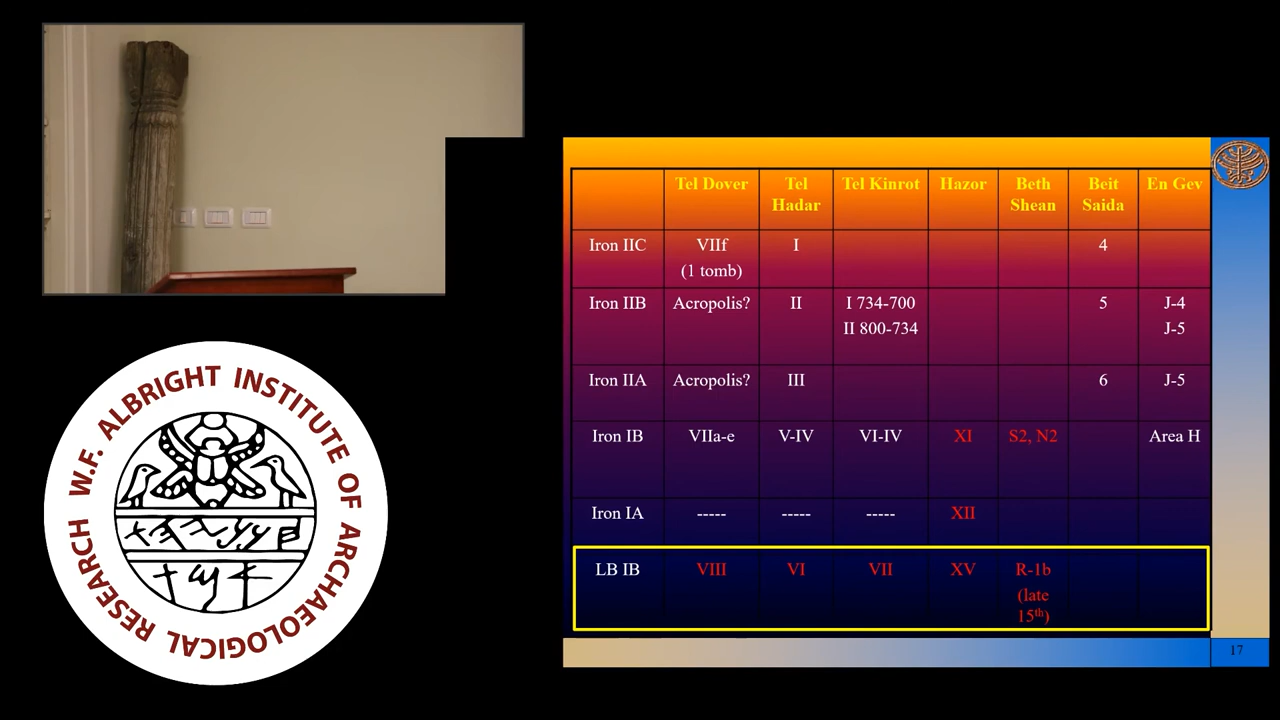 W.F. ALBRIGHT INSTITUTE OF ARCHAEOLOGICAL RESEARCH
Tel Dover Tel Hadar Tel Kinrot Hazor Beth Shean Beit Saida En Gev
Iron IIC VIIf (1 tomb) I 4
Iron IIB Acropolis? II I 734-700 II 800-734 5 J-4 J-5
Iron IIA Acropolis? III 6 J-5
Iron IB VIIa-e V-IV VI-IV XI S2, N2 Area H
Iron IA ----- ----- ----- XII
LB IB VIII VI VII XV R-1b (late 15th)
17